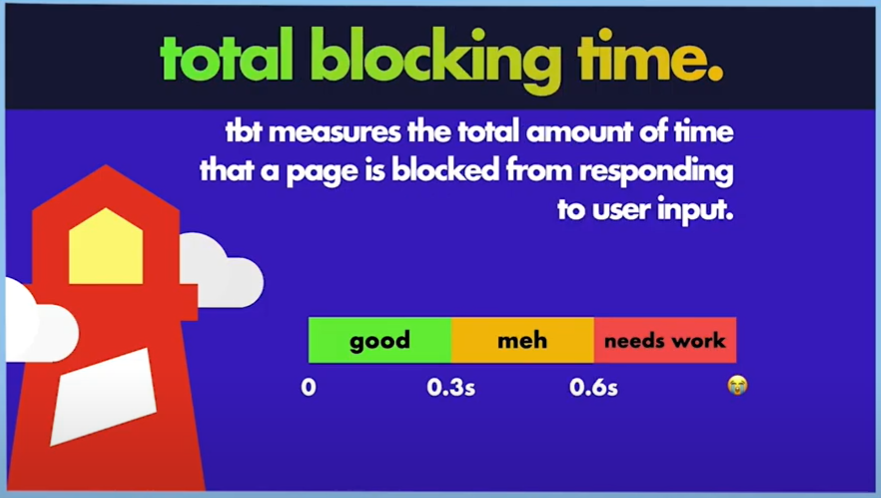 total blocking time.
tbt measures the total amount of time
that a page is blocked from responding
to user input.
good meh needs work
0 0.3s 0.6s 😭